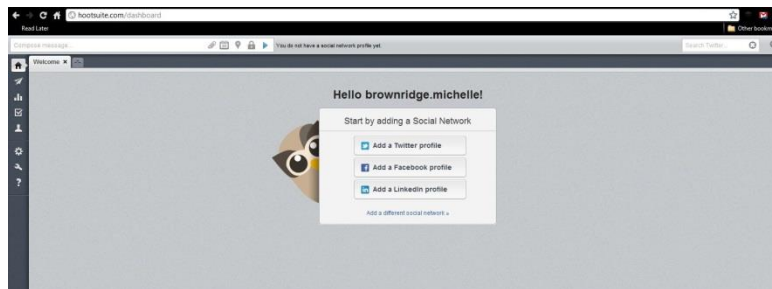 hootsuite.com/dashboard
Read Later
Other bookm
Compose message...
You do not have a social network profile yet.
Search Twitter...
Welcome
Hello brownridge.michelle!
Start by adding a Social Network
Add a Twitter profile
Add a Facebook profile
Add a LinkedIn profile
Add a different social network »
?